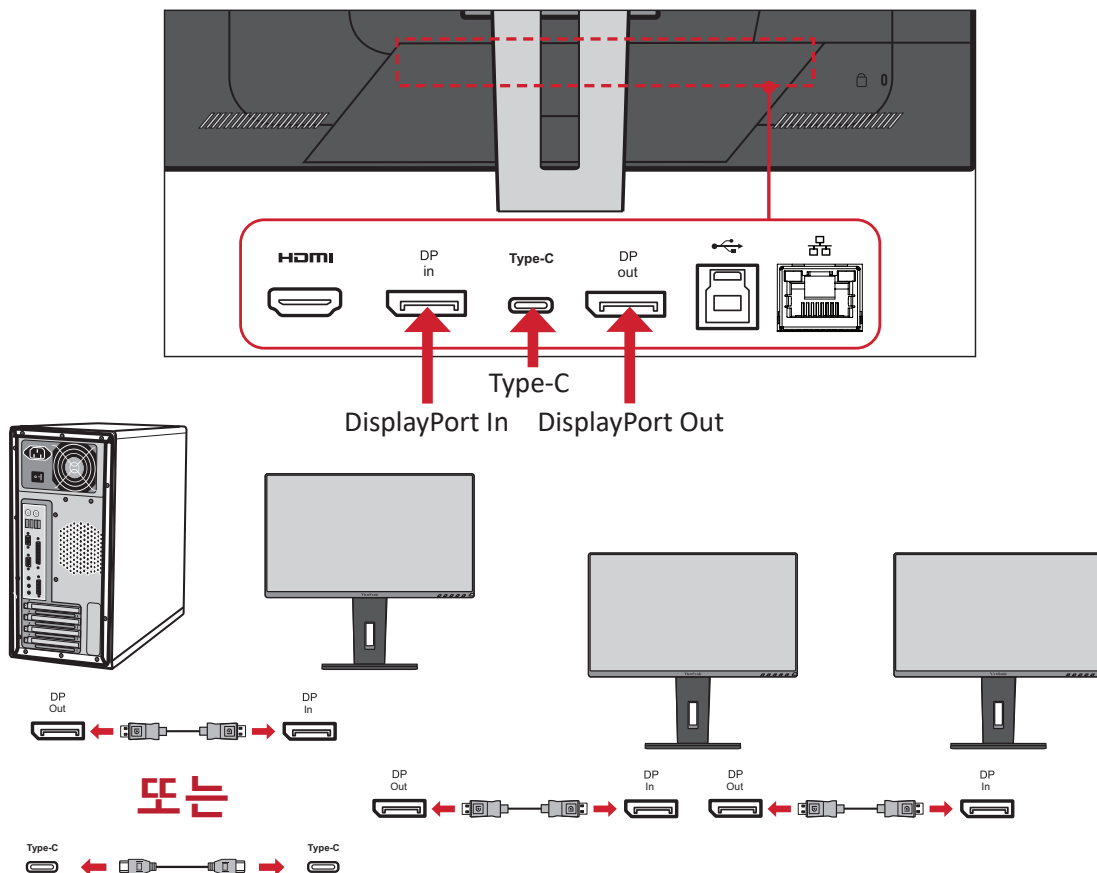 HDMI
DP
in
Type-C
DP
out
Type-C
DisplayPort In
DisplayPort Out
DP
Out
DP
In
또는
Type-C
Type-C
DP
Out
DP
In
DP
Out
DP
In